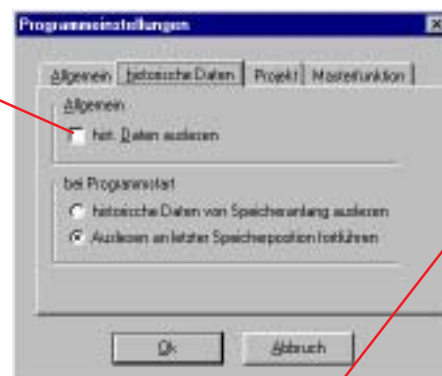 Programmeinstellungen
Allgemein historische Daten Projekt Masterfunktion
Allgemein
hist. Daten auslesen
bei Programmstart
historische Daten von Speicheranfang auslesen
Auslesen an letzter Speicherposition fortführen
Ok Abbruch